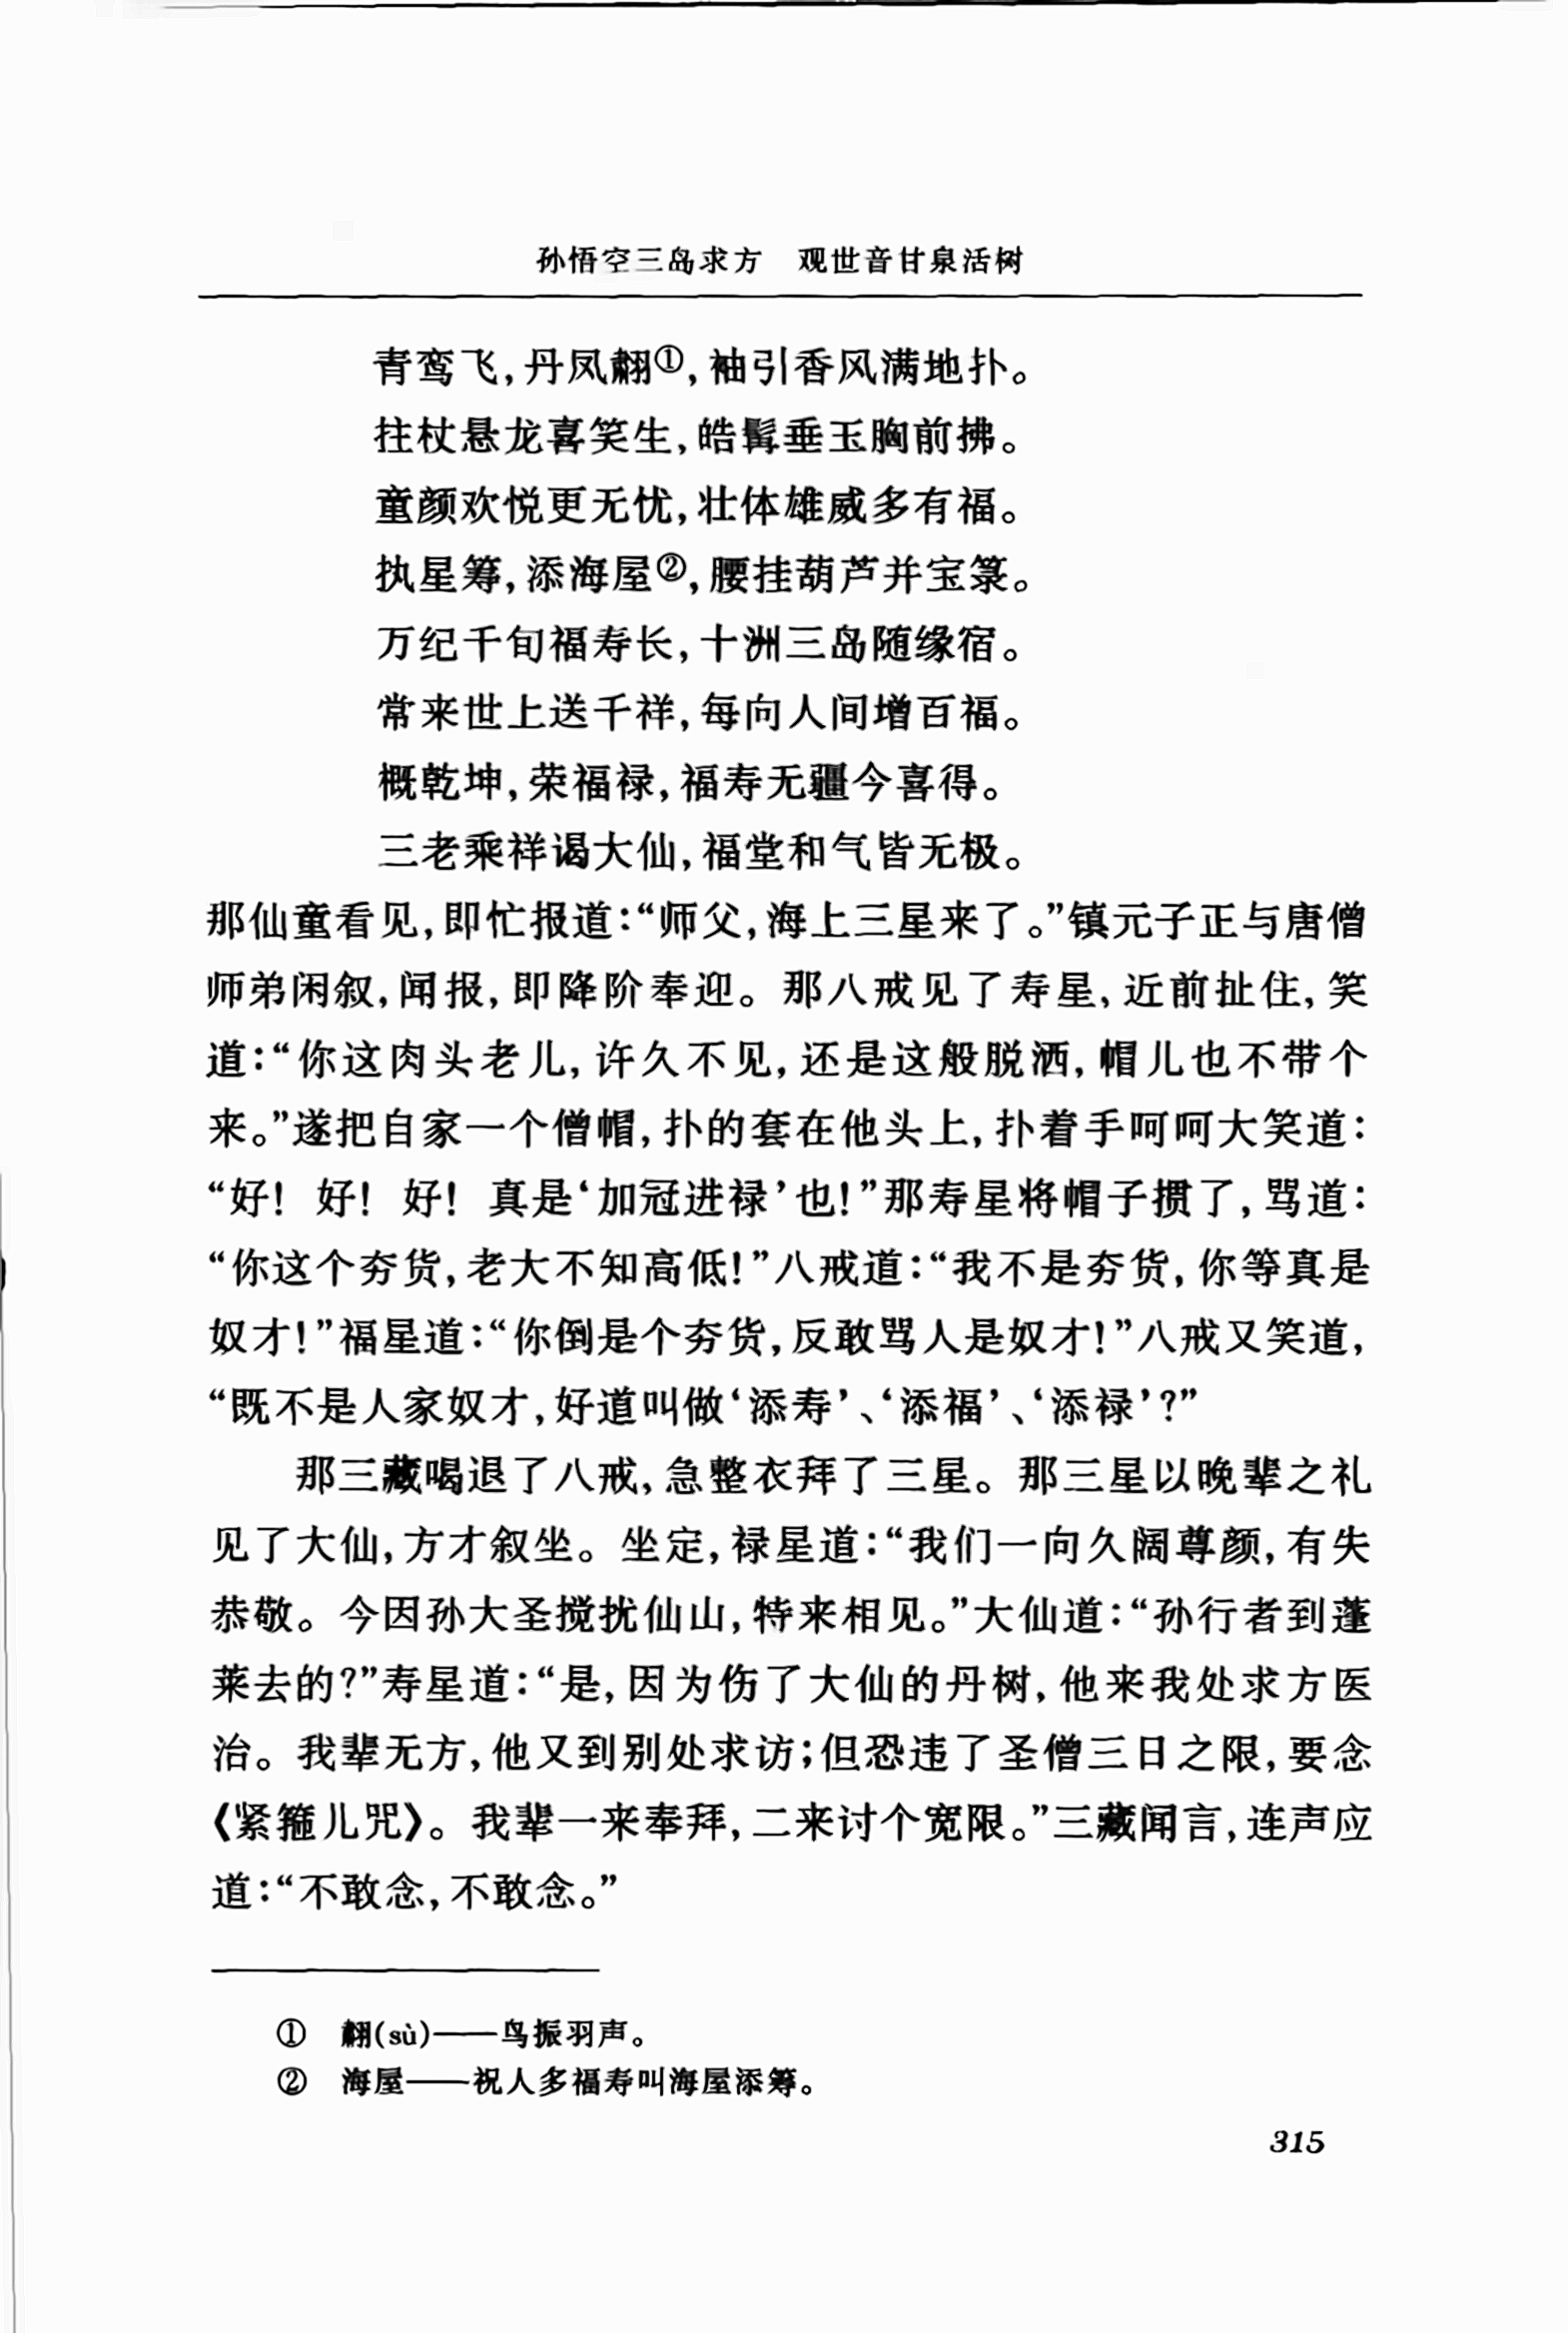 孙悟空三岛求方　观世音甘泉活树
青鸾飞,丹凤翿①,袖引香风满地扑。
拄杖悬龙喜笑生,皓髯垂玉胸前拂。
童颜欢悦更无忧,壮体雄威多有福。
执星筹,添海屋②,腰挂葫芦并宝箓。
万纪千旬福寿长,十洲三岛随缘宿。
常来世上送千祥,每向人间增百福。
概乾坤,荣福禄,福寿无疆今喜得。
三老乘祥谒大仙,福堂和气皆无极。
那仙童看见,即忙报道:“师父,海上三星来了。”镇元子正与唐僧
师弟闲叙,闻报,即降阶奉迎。那八戒见了寿星,近前扯住,笑
道:“你这肉头老儿,许久不见,还是这般脱洒,帽儿也不带个
来。”遂把自家一个僧帽,扑的套在他头上,扑着手呵呵大笑道:
“好!好!好!真是‘加冠进禄’也!”那寿星将帽子掼了,骂道:
“你这个夯货,老大不知高低!”八戒道:“我不是夯货,你等真是
奴才!”福星道:“你倒是个夯货,反敢骂人是奴才!”八戒又笑道,
“既不是人家奴才,好道叫做‘添寿’、‘添福’、‘添禄’?”
那三藏喝退了八戒,急整衣拜了三星。那三星以晚辈之礼
见了大仙,方才叙坐。坐定,禄星道:“我们一向久阔尊颜,有失
恭敬。今因孙大圣搅扰仙山,特来相见。”大仙道:“孙行者到蓬
莱去的?”寿星道:“是,因为伤了大仙的丹树,他来我处求方医
治。我辈无方,他又到别处求访;但恐违了圣僧三日之限,要念
《紧箍儿咒》。我辈一来奉拜,二来讨个宽限。”三藏闻言,连声应
道:“不敢念,不敢念。”
①　(sù)——鸟振羽声。
②　海屋——祝人多福寿叫海屋添筹。
315